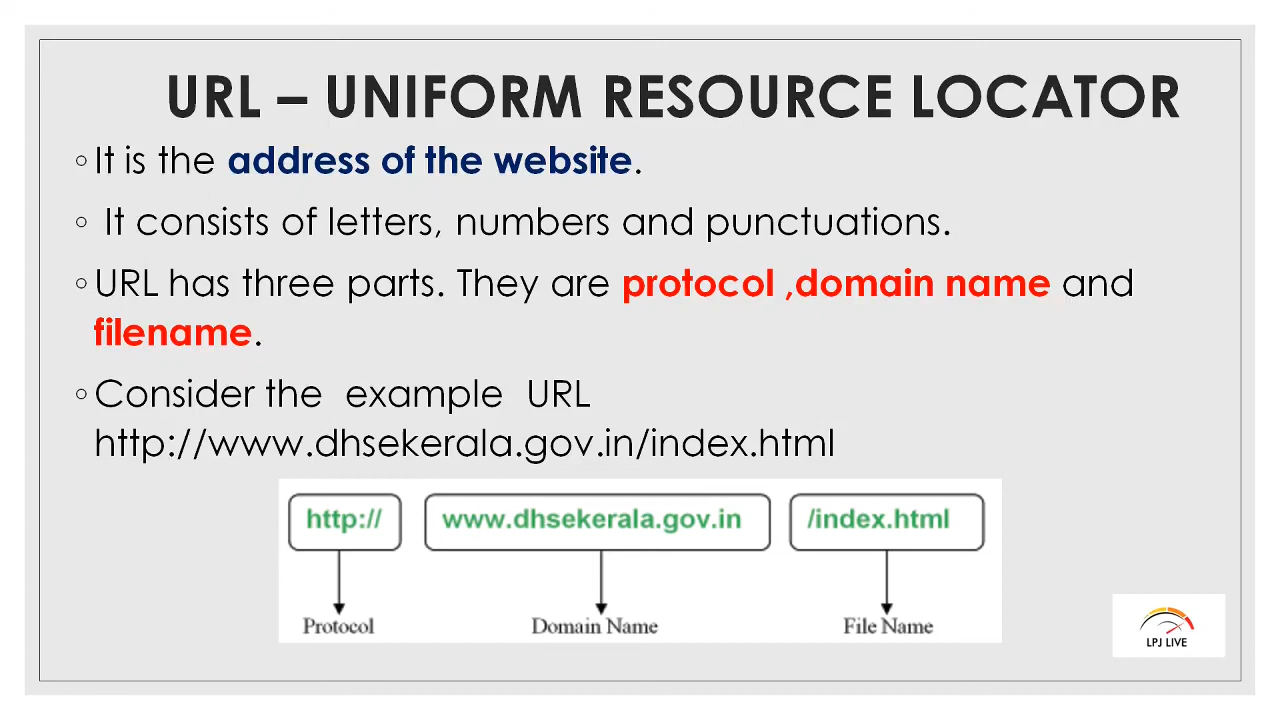 URL – UNIFORM RESOURCE LOCATOR
◦ It is the address of the website.
◦ It consists of letters, numbers and punctuations.
◦ URL has three parts. They are protocol ,domain name and
filename.
◦ Consider the example URL
http://www.dhsekerala.gov.in/index.html
http:// www.dhsekerala.gov.in /index.html
Protocol Domain Name File Name
LPJ LIVE